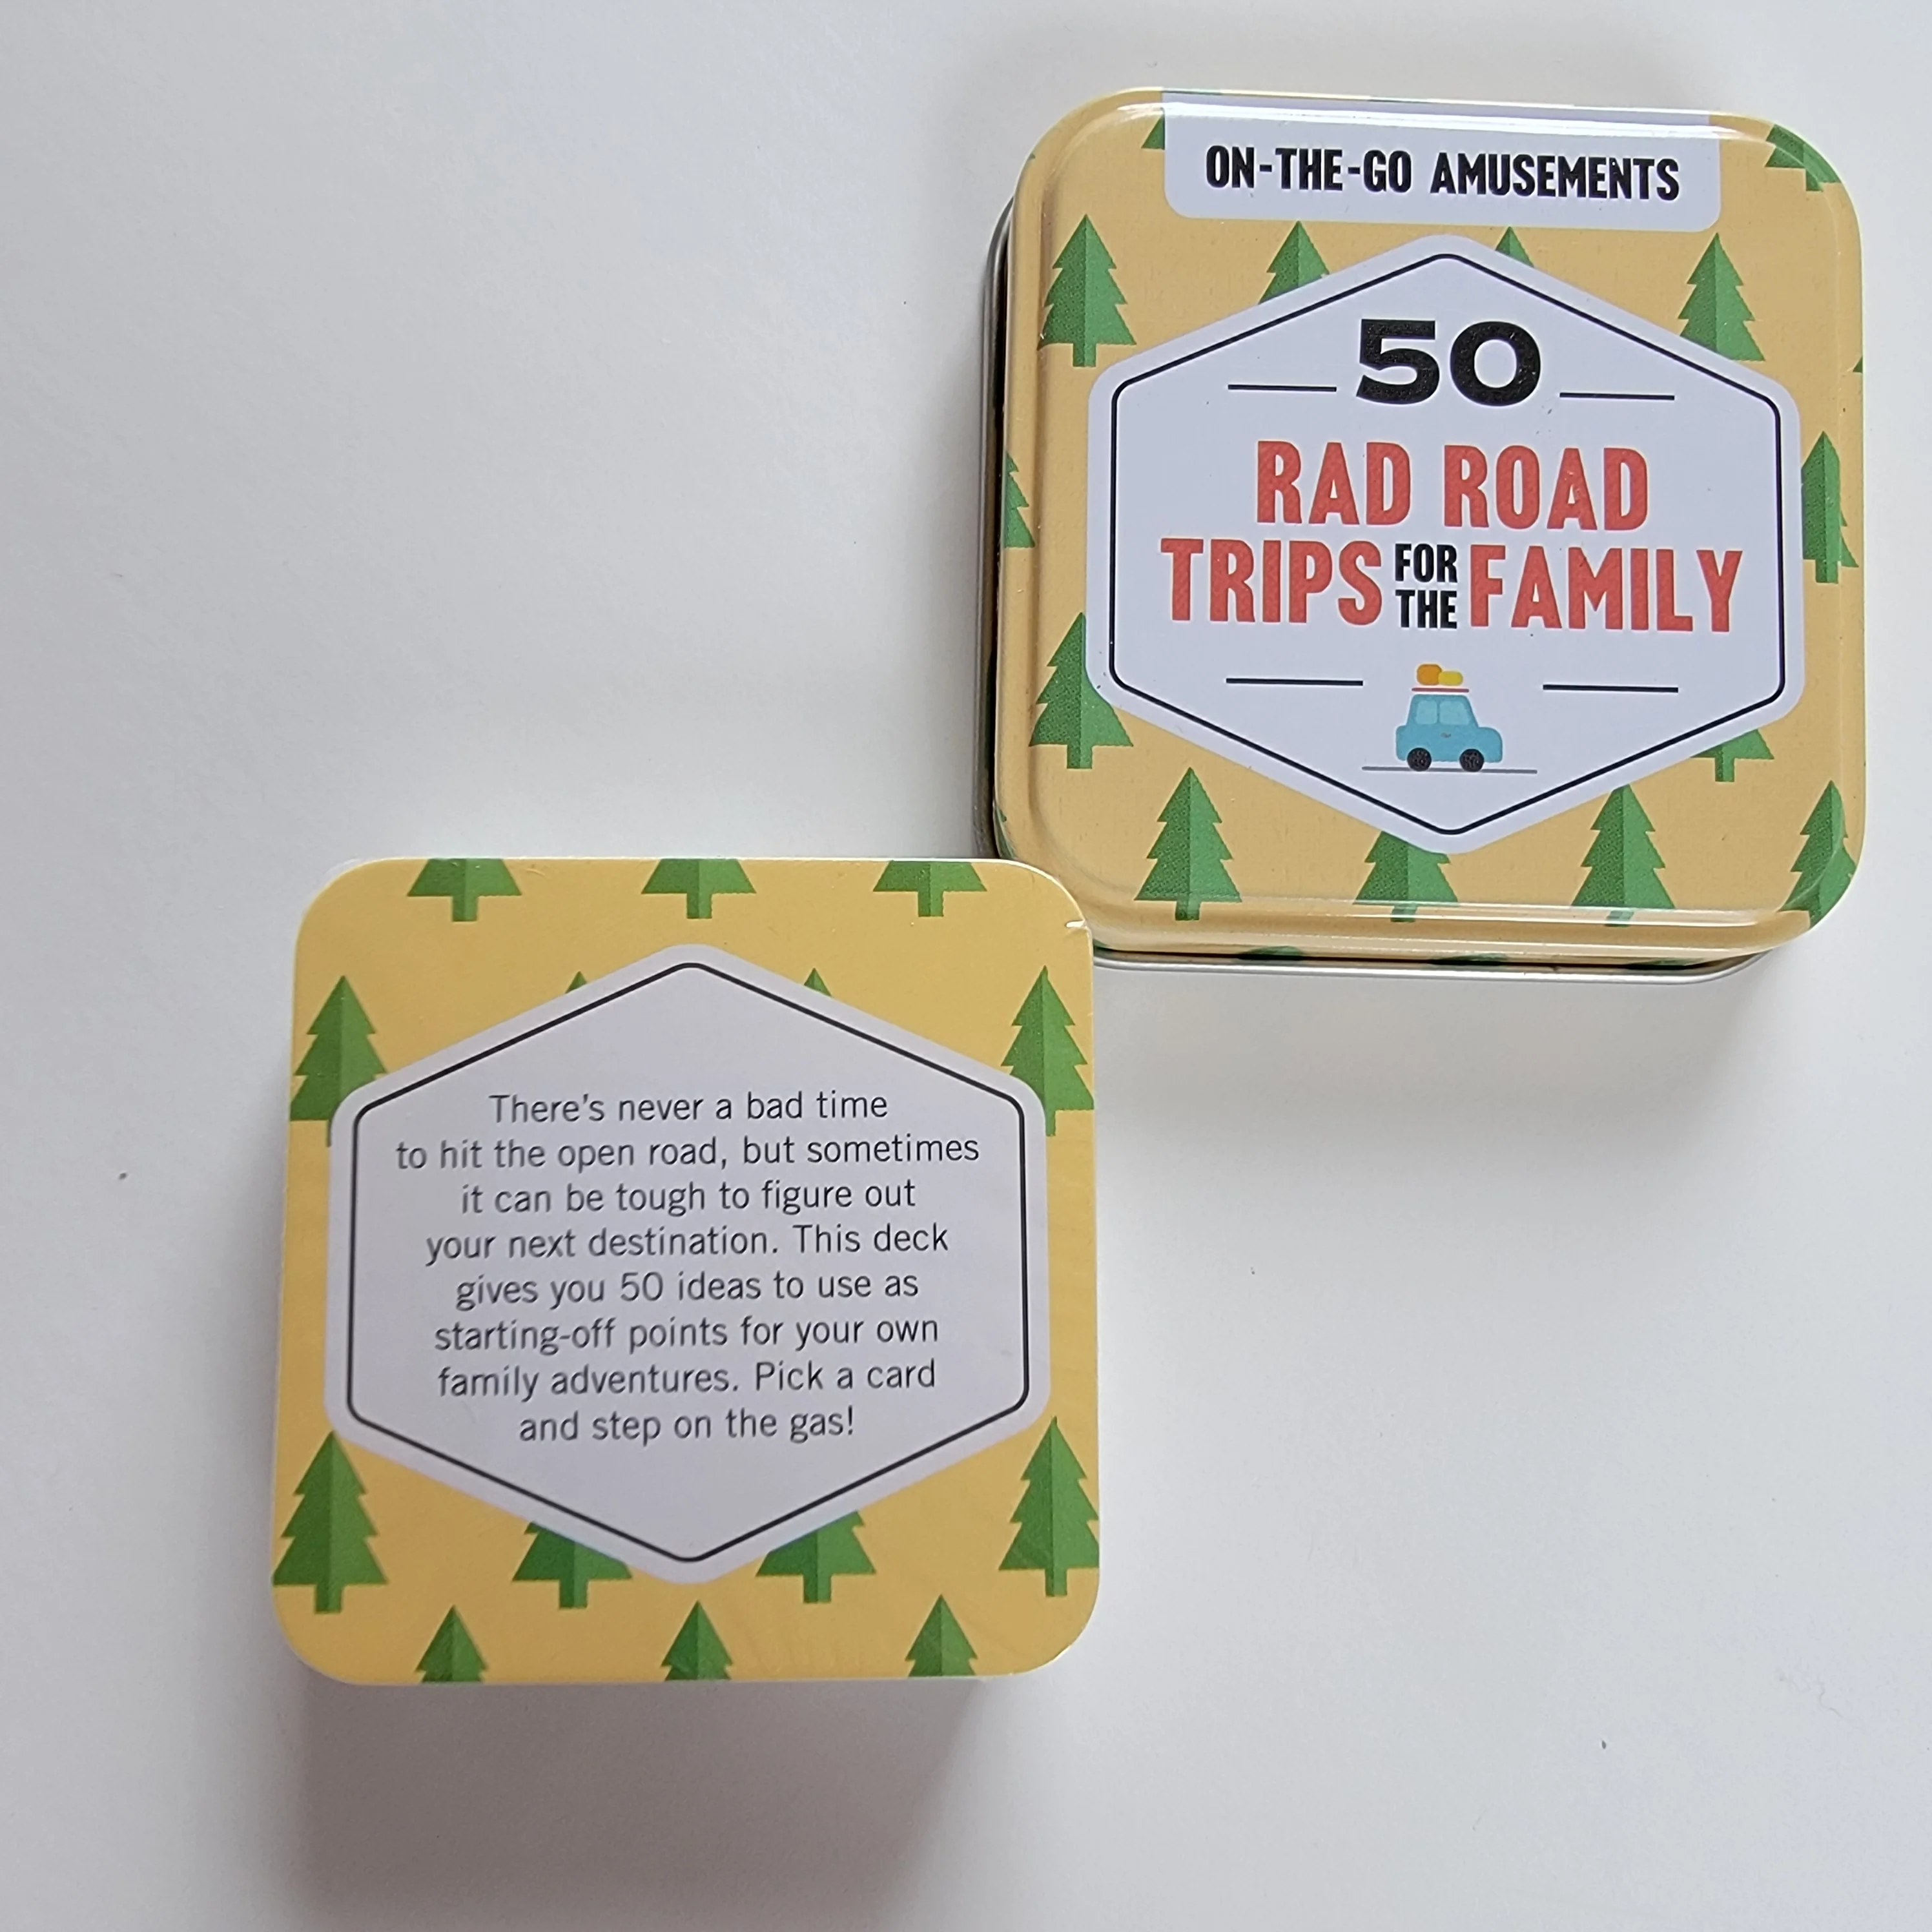 ON-THE-GO AMUSEMENTS
50
RAD ROAD
TRIPS FOR THE FAMILY
There's never a bad time
to hit the open road, but sometimes
it can be tough to figure out
your next destination. This deck
gives you 50 ideas to use as
starting-off points for your own
family adventures. Pick a card
and step on the gas!